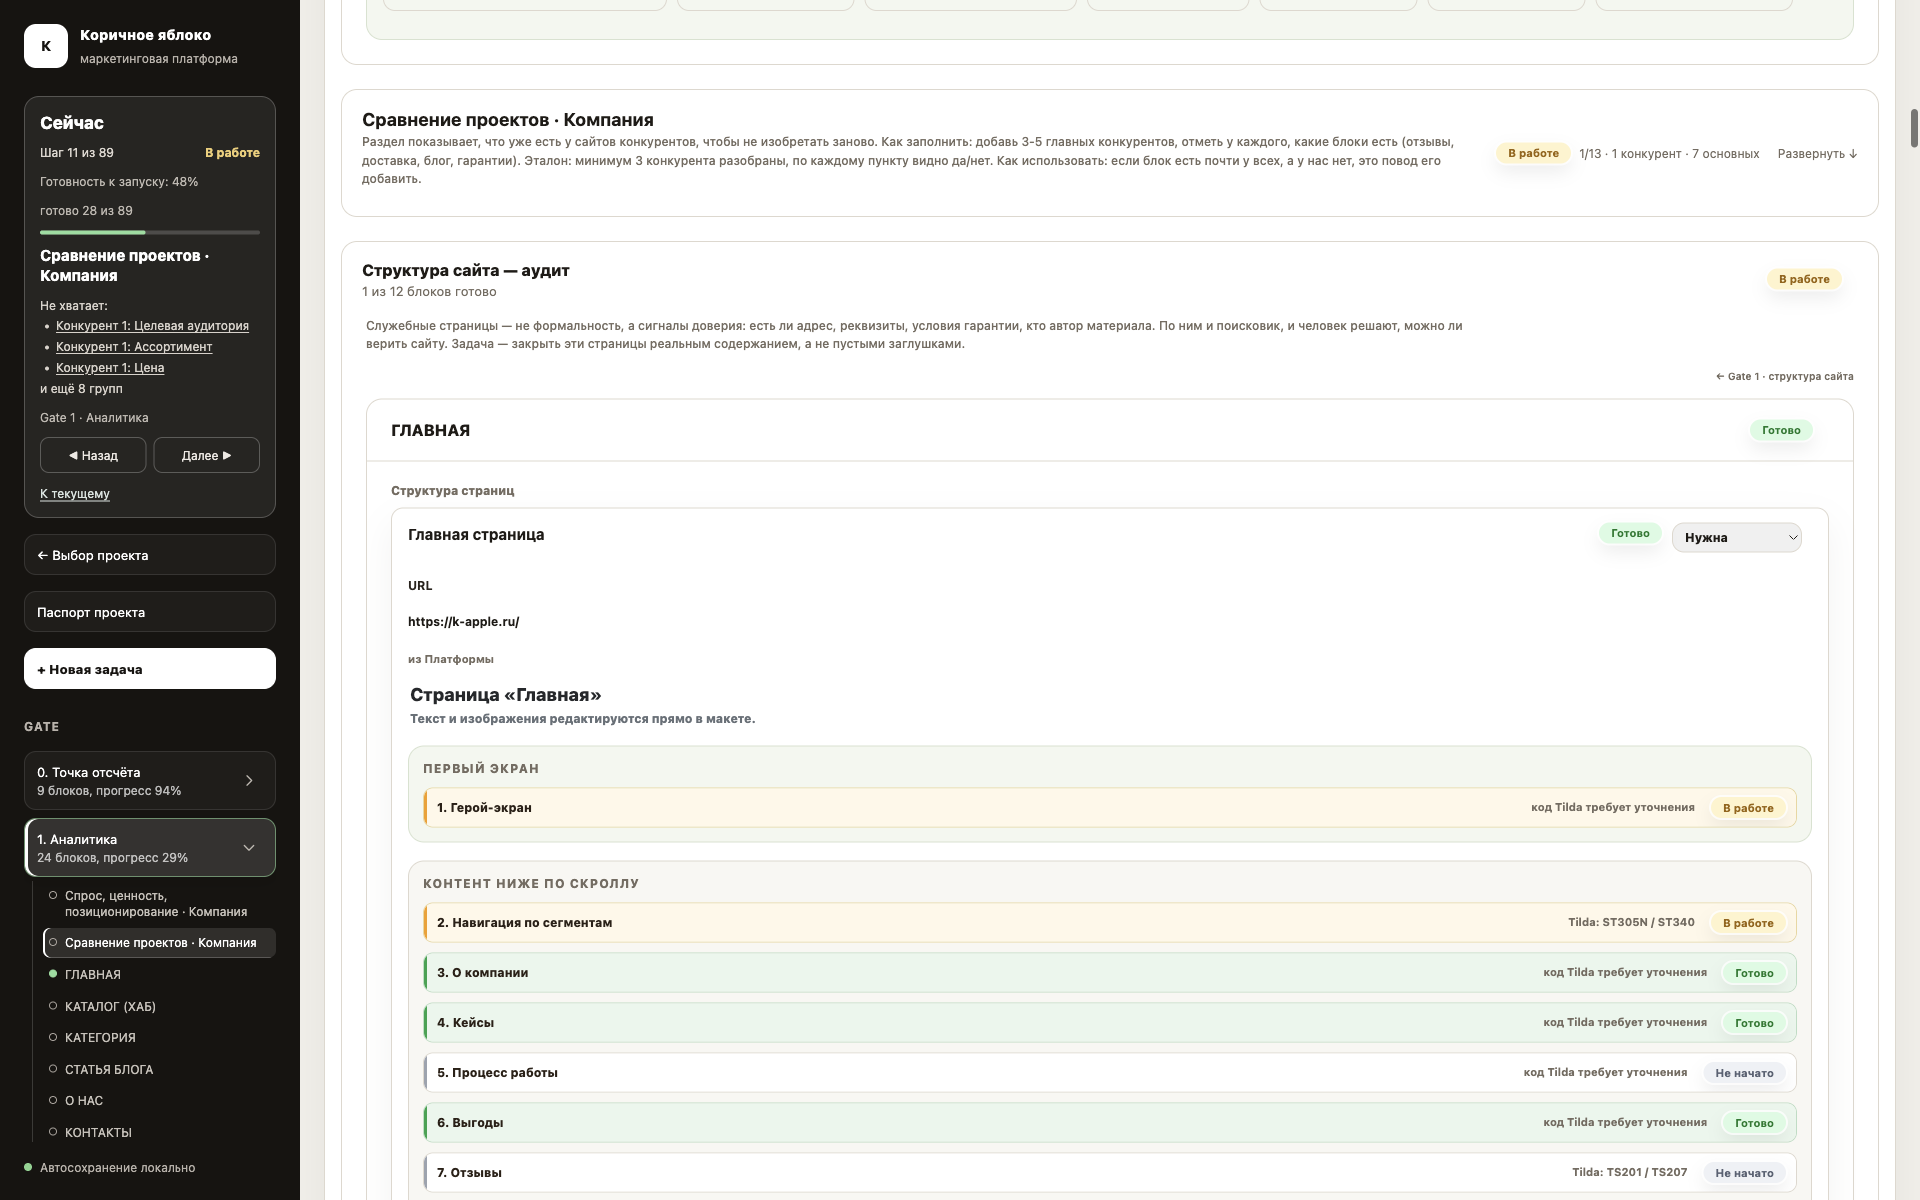 К
Коричное яблоко
маркетинговая платформа
Сейчас
Шаг 11 из 89
В работе
Готовность к запуску: 48%
готово 28 из 89
Сравнение проектов ·
Компания
Не хватает:
• Конкурент 1: Целевая аудитория
• Конкурент 1: Ассортимент
• Конкурент 1: Цена
и ещё 8 групп
Gate 1 · Аналитика
◀ Назад
Далее ▶
К текущему
← Выбор проекта
Паспорт проекта
+ Новая задача
GATE
0. Точка отсчёта
9 блоков, прогресс 94%
1. Аналитика
24 блоков, прогресс 29%
Спрос, ценность,
позиционирование · Компания
Сравнение проектов · Компания
ГЛАВНАЯ
КАТАЛОГ (ХАБ)
КАТЕГОРИЯ
СТАТЬЯ БЛОГА
О НАС
КОНТАКТЫ
Автосохранение локально
Сравнение проектов · Компания
Раздел показывает, что уже есть у сайтов конкурентов, чтобы не изобретать заново. Как заполнить: добавь 3-5 главных конкурентов, отметь у каждого, какие блоки есть (отзывы,
доставка, блог, гарантии). Эталон: минимум 3 конкурента разобраны, по каждому пункту видно да/нет. Как использовать: если блок есть почти у всех, а у нас нет, это повод его
добавить.
В работе
1/13 · 1 конкурент · 7 основных
Развернуть ↓
Структура сайта — аудит
1 из 12 блоков готово
В работе
Служебные страницы — не формальность, а сигналы доверия: есть ли адрес, реквизиты, условия гарантии, кто автор материала. По ним и поисковик, и человек решают, можно ли
верить сайту. Задача — закрыть эти страницы реальным содержанием, а не пустыми заглушками.
← Gate 1 · структура сайта
ГЛАВНАЯ
Готово
Структура страниц
Главная страница
Готово
Нужна
URL
https://k-apple.ru/
из Платформы
Страница «Главная»
Текст и изображения редактируются прямо в макете.
ПЕРВЫЙ ЭКРАН
1. Герой-экран
код Tilda требует уточнения
В работе
КОНТЕНТ НИЖЕ ПО СКРОЛЛУ
2. Навигация по сегментам
Tilda: ST305N / ST340
В работе
3. О компании
код Tilda требует уточнения
Готово
4. Кейсы
код Tilda требует уточнения
Готово
5. Процесс работы
код Tilda требует уточнения
Не начато
6. Выгоды
код Tilda требует уточнения
Готово
7. Отзывы
Tilda: TS201 / TS207
Не начато